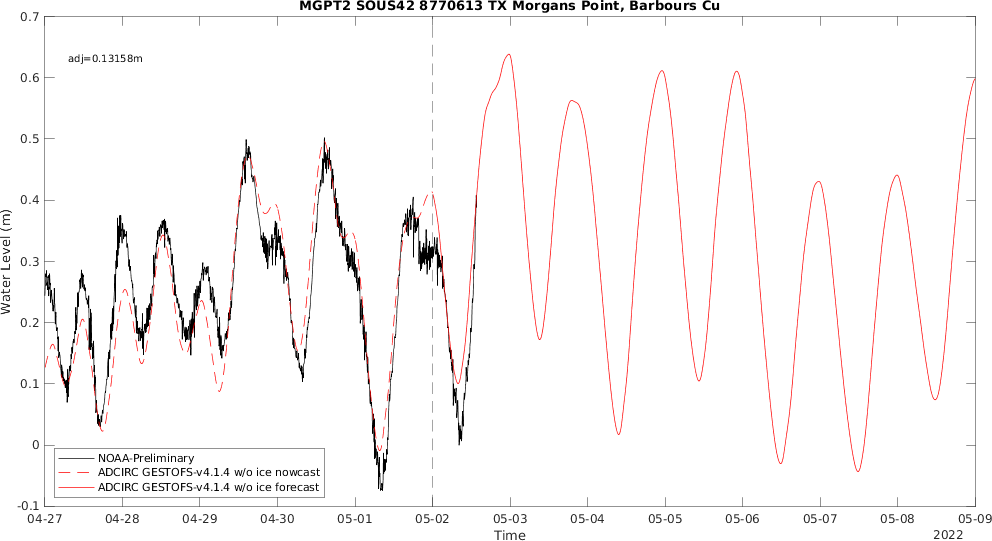 MGPT2 SOUS42 8770613 TX Morgans Point, Barbours Cu
adj=0.13158m
0.7
0.6
0.5
0.4
0.3
0.2
0.1
0
-0.1
Water Level (m)
NOAA-Preliminary
ADCIRC GESTOFS-v4.1.4 w/o ice nowcast
ADCIRC GESTOFS-v4.1.4 w/o ice forecast
04-27 04-28 04-29 04-30 05-01 05-02 05-03 05-04 05-05 05-06 05-07 05-08 05-09
Time
2022